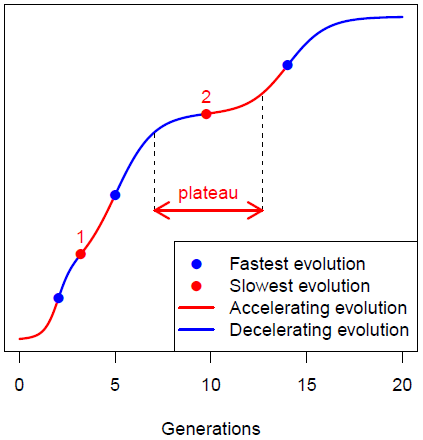 2
plateau
1
Fastest evolution
Slowest evolution
Accelerating evolution
Decelerating evolution
0 5 10 15 20
Generations